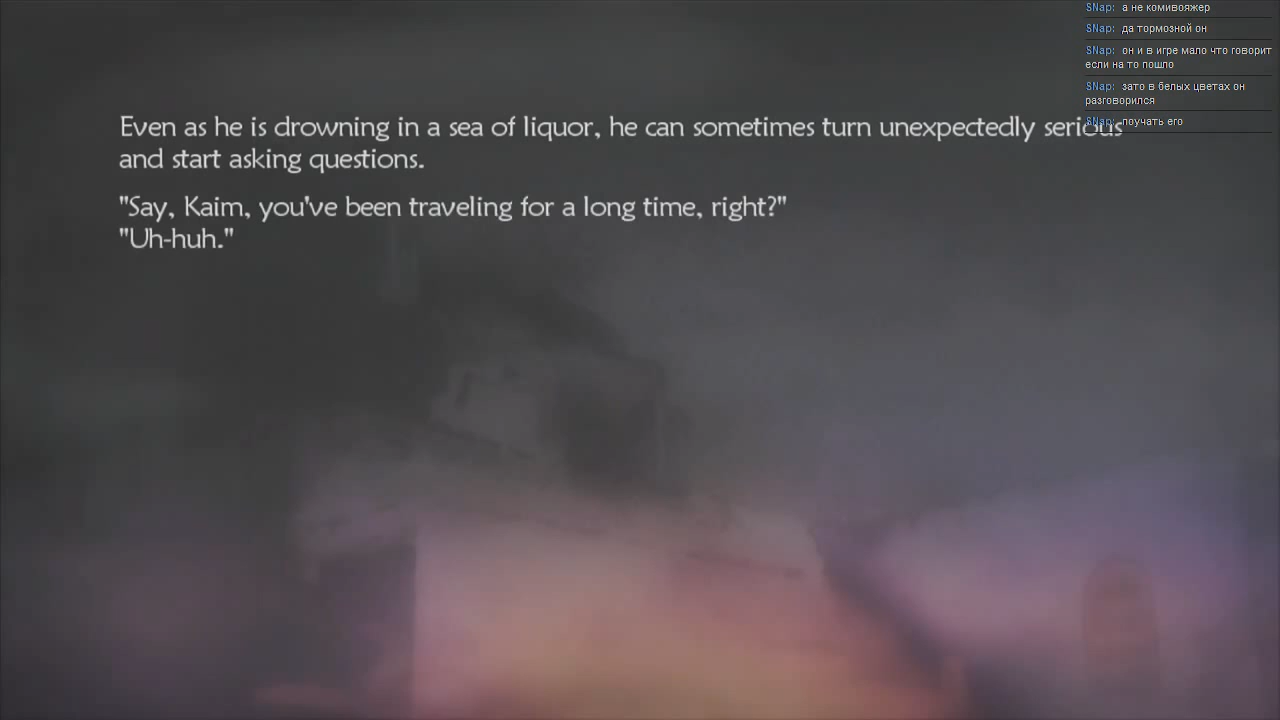 Even as he is drowning in a sea of liquor, he can sometimes turn unexpectedly serious
and start asking questions.
"Say, Kaim, you've been traveling for a long time, right?"
"Uh-huh."
SNap: а не комивояжер
SNap: да тормозной он
SNap: он и в игре мало что говорит
если на то пошло
SNap: зато в белых цветах он
разговорился
SNap: поучать его